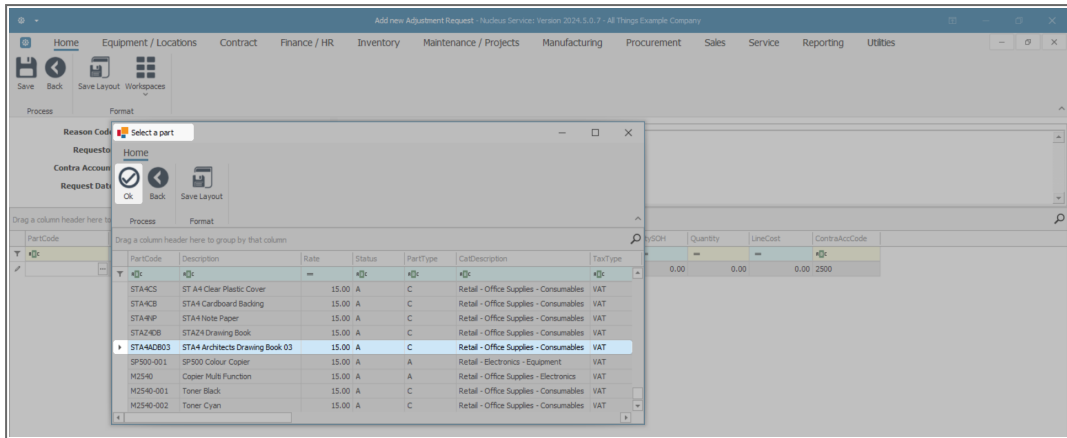 Add new Adjustment Request - Nucleus Service: Version 2024.5.0.7 - All Things Example Company
Home Equipment / Locations Contract Finance / HR Inventory Maintenance / Projects Manufacturing Procurement Sales Service Reporting Utilities
Save Back Save Layout Workspaces
Process Format
Reason Code
Requesto
Contra Accoun
Request Dat
Select a part
Home
Ok Back Save Layout
Process Format
Drag a column header here to
Drag a column header here to group by that column
PartCode
tySOH Quantity LineCost ContraAccCode
0.00 0.00 0.00 2500
PartCode Description Rate Status PartType CatDescription TaxType
STA4CS ST A4 Clear Plastic Cover 15.00 A C Retail - Office Supplies - Consumables VAT
STA4CB STA4 Cardboard Backing 15.00 A C Retail - Office Supplies - Consumables VAT
STA4NP STA4 Note Paper 15.00 A C Retail - Office Supplies - Consumables VAT
STAZ4DB STAZ4 Drawing Book 15.00 A C Retail - Office Supplies - Consumables VAT
STA4ADB03 STA4 Architects Drawing Book 03 15.00 A C Retail - Office Supplies - Consumables VAT
SP500-001 SP500 Colour Copier 15.00 A A Retail - Electronics - Equipment VAT
M2540 Copier Multi Function 15.00 A A Retail - Office Supplies - Electronics VAT
M2540-001 Toner Black 15.00 A C Retail - Office Supplies - Consumables VAT
M2540-002 Toner Cyan 15.00 A C Retail - Office Supplies - Consumables VAT